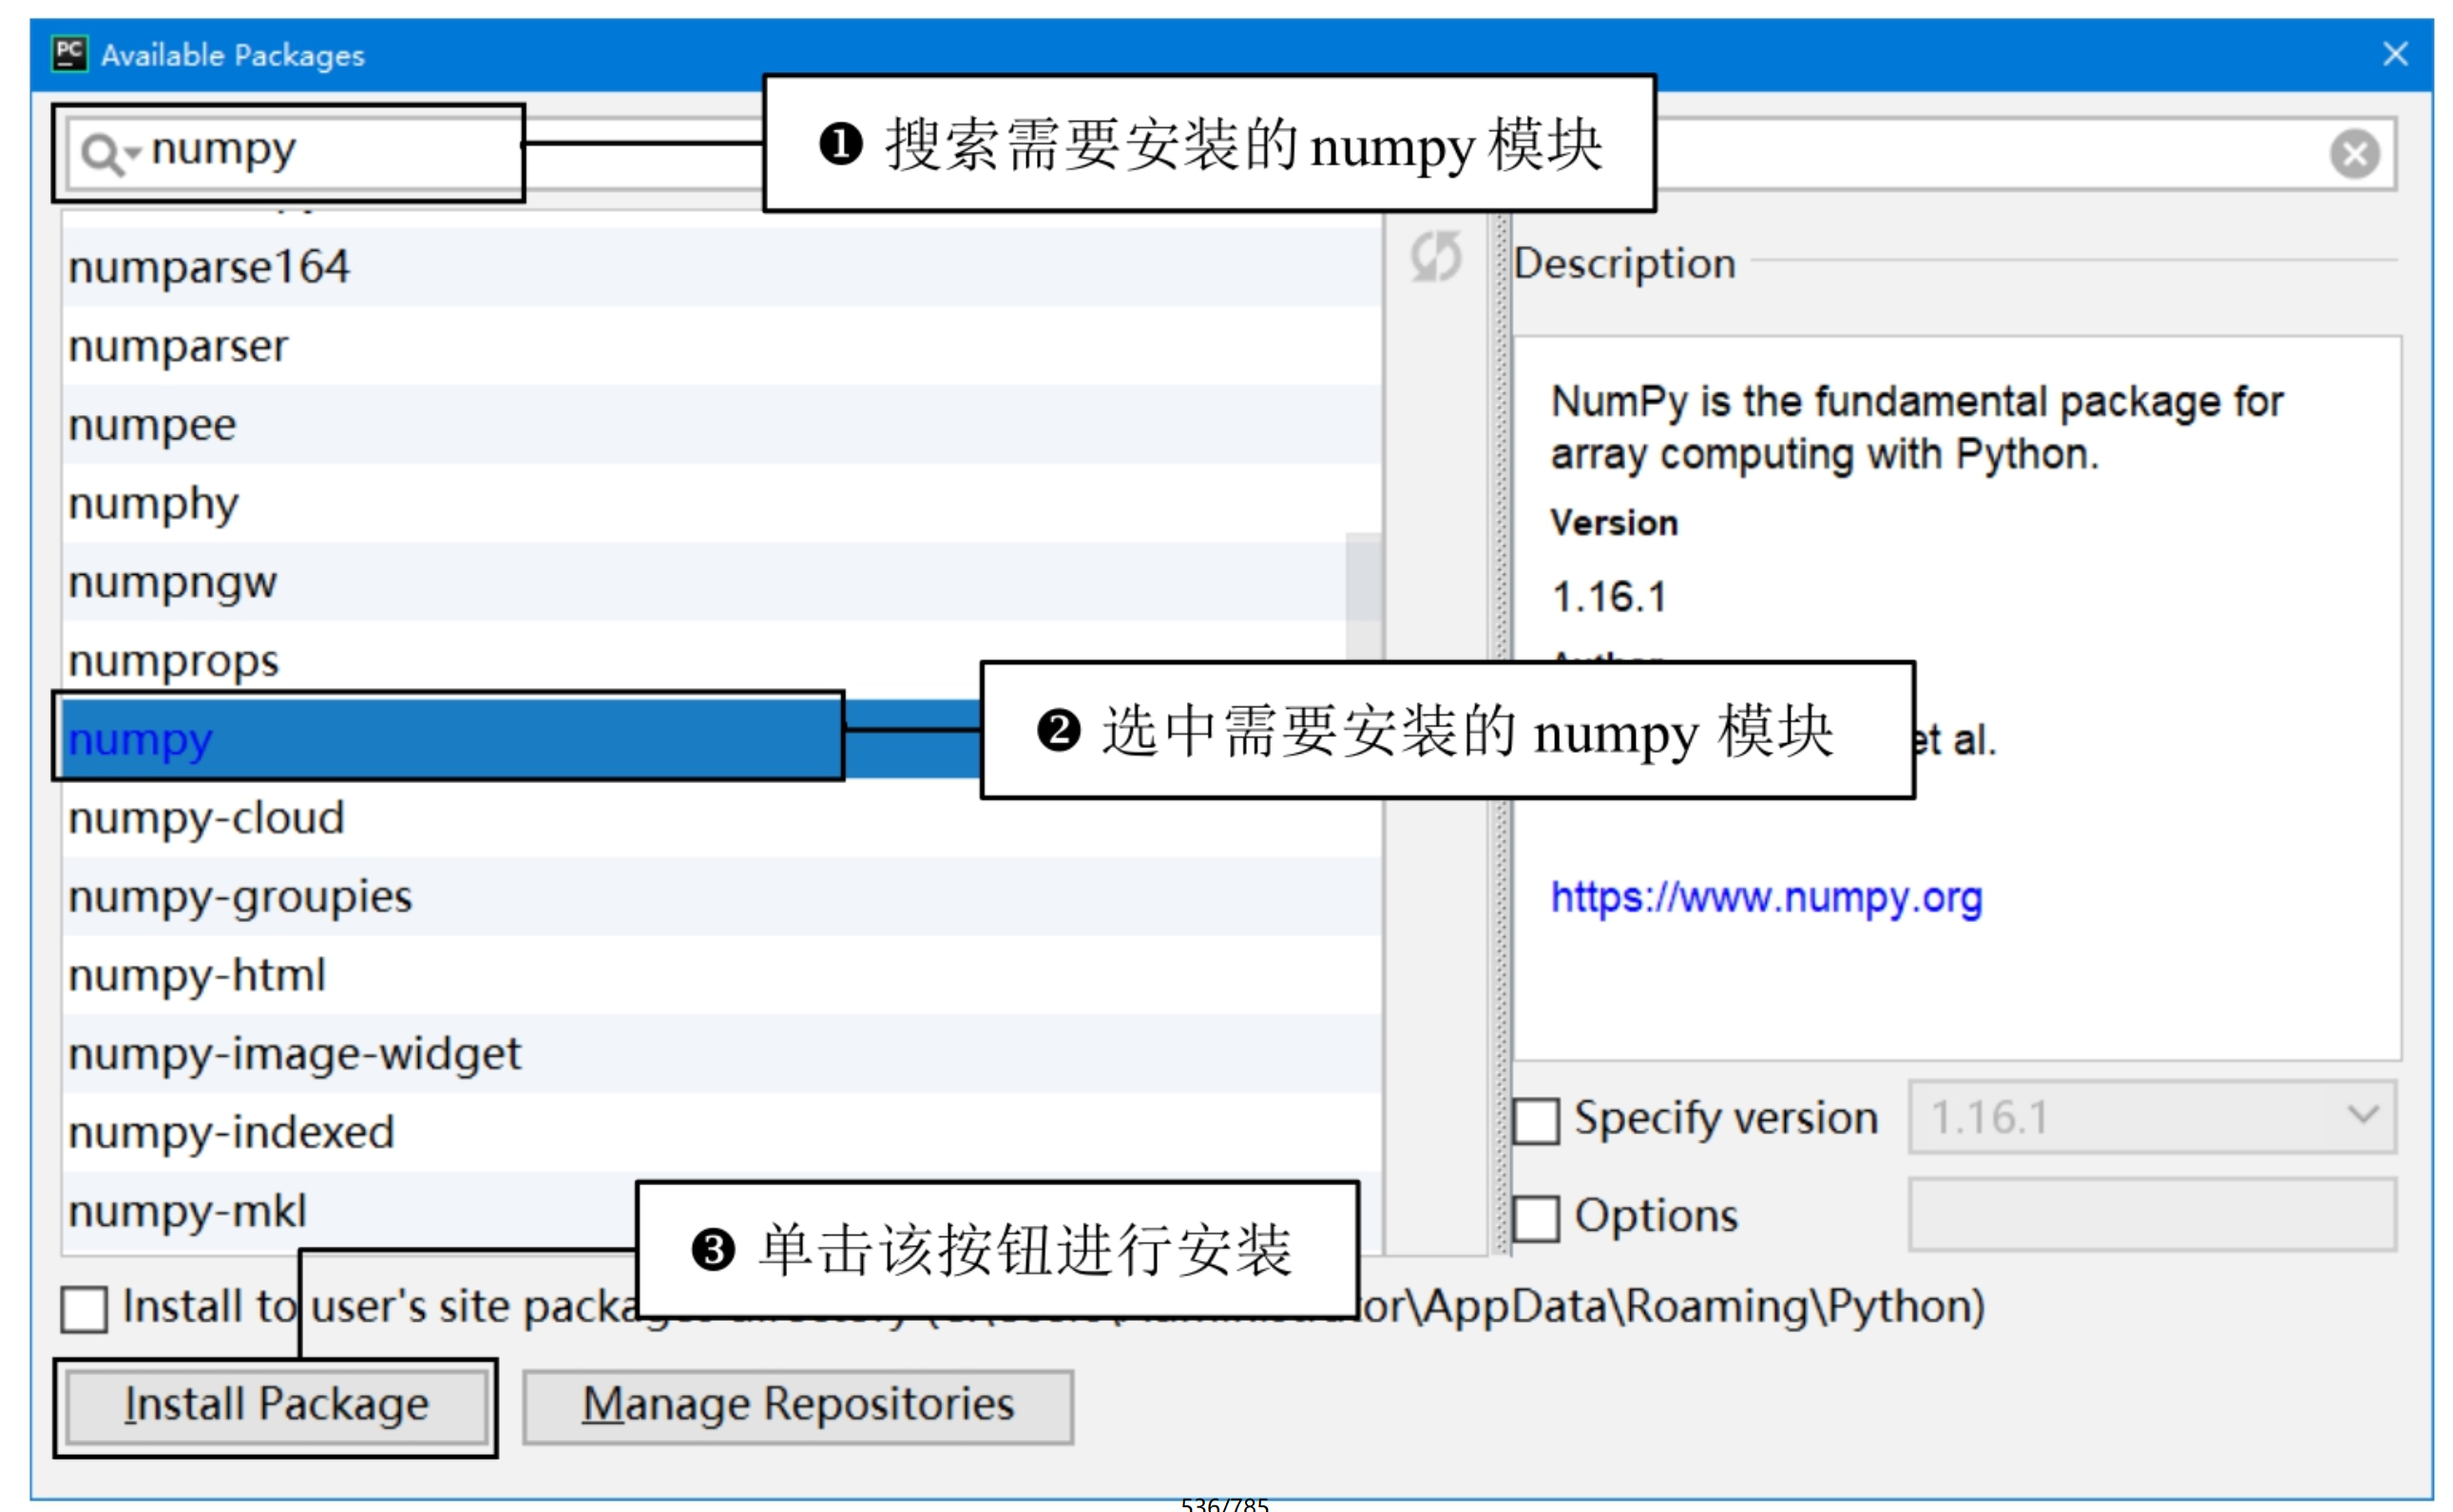 PC Available Packages
numpy
❶ 搜索需要安装的 numpy 模块
numparse164
numparser
numpee
numphy
numpngw
numprops
numpy
❷ 选中需要安装的 numpy 模块
numpy-cloud
numpy-groupies
numpy-html
numpy-image-widget
numpy-indexed
numpy-mkl
Description
NumPy is the fundamental package for
array computing with Python.
Version
1.16.1
et al.
https://www.numpy.org
Specify version 1.16.1
Options
❸ 单击该按钮进行安装
Install to user's site or\AppData\Roaming\Python)
Install Package Manage Repositories
536/785